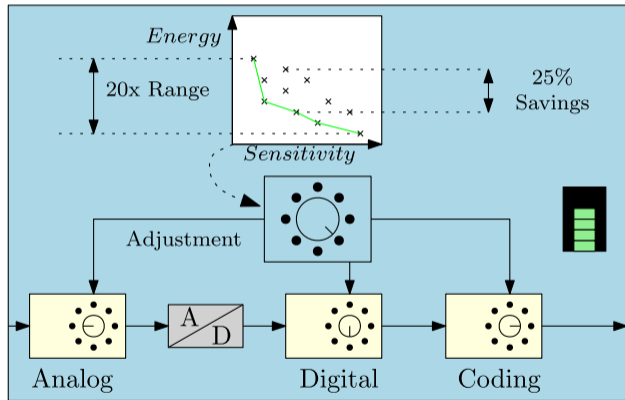 Energy
20x Range
25%
Savings
Sensitivity
Adjustment
A
D
Analog
Digital
Coding